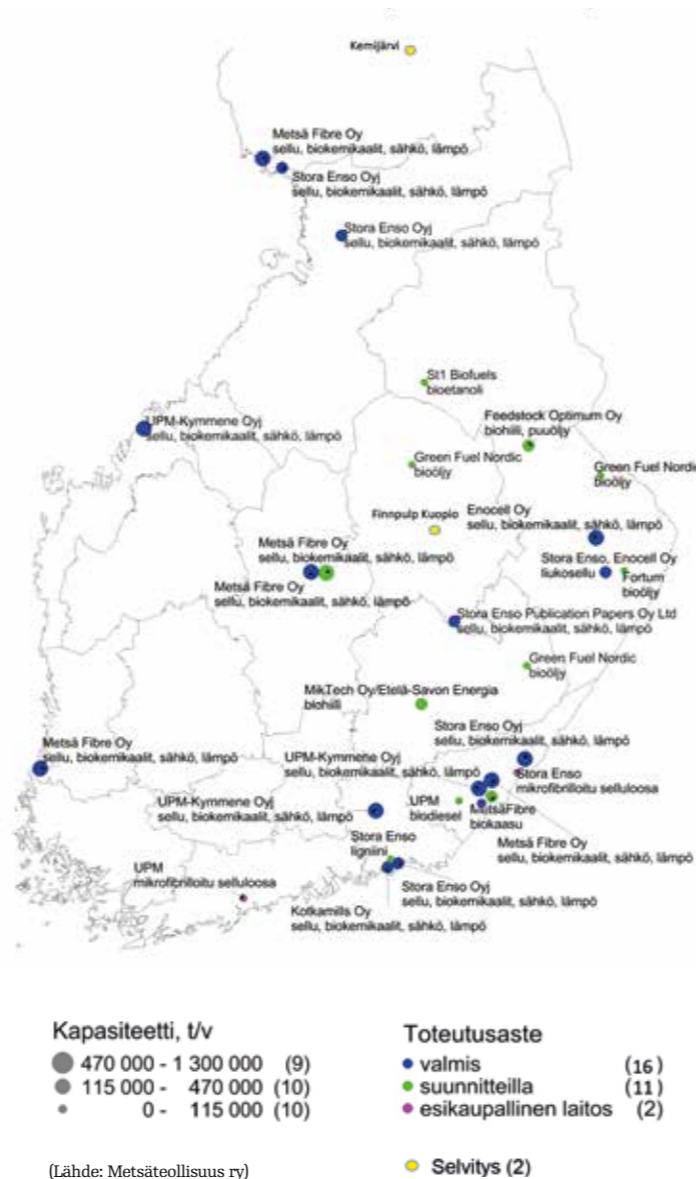 Kemijärvi
Metsä Fibre Oy
sellu, biokemikaalit, sähkö, lämpö
Stora Enso Oyj
sellu, biokemikaalit, sähkö, lämpö
Stora Enso Oyj
sellu, biokemikaalit, sähkö, lämpö
St1 Biofuels
bioetanoli
UPM-Kymmene Oyj
sellu, biokemikaalit, sähkö, lämpö
Feedstock Optimum Oy
biohiili, puuöljy
Green Fuel Nordic
bioöljy
Green Fuel Nordic
bioöljy
Finnpulp Kuopio
Enocell Oy
sellu, biokemikaalit, sähkö, lämpö
Metsä Fibre Oy
sellu, biokemikaalit, sähkö, lämpö
Metsä Fibre Oy
sellu, biokemikaalit, sähkö, lämpö
Stora Enso, Enocell Oy
liukosellu
Fortum
bioöljy
Stora Enso Publication Papers Oy Ltd
sellu, biokemikaalit, sähkö, lämpö
Green Fuel Nordic
bioöljy
MikTech Oy/Etelä-Savon Energia
biohiili
Stora Enso Oyj
sellu, biokemikaalit, sähkö, lämpö
Metsä Fibre Oy
sellu, biokemikaalit, sähkö, lämpö
UPM-Kymmene Oyj
sellu, biokemikaalit, sähkö, lämpö
Stora Enso
mikrofibrilloitu selluloosa
UPM-Kymmene Oyj
sellu, biokemikaalit, sähkö, lämpö
UPM
biodiesel
MetsäFibre
biokaasu
Stora Enso
ligniini
Metsä Fibre Oy
sellu, biokemikaalit, sähkö, lämpö
UPM
mikrofibrilloitu selluloosa
Stora Enso Oyj
sellu, biokemikaalit, sähkö, lämpö
Kotkamills Oy
sellu, biokemikaalit, sähkö, lämpö
Kapasiteetti, t/v
470 000 - 1 300 000 (9)
115 000 - 470 000 (10)
0 - 115 000 (10)
Toteutusaste
valmis (16)
suunnitteilla (11)
esikaupallinen laitos (2)
Selvitys (2)
(Lähde: Metsäteollisuus ry)